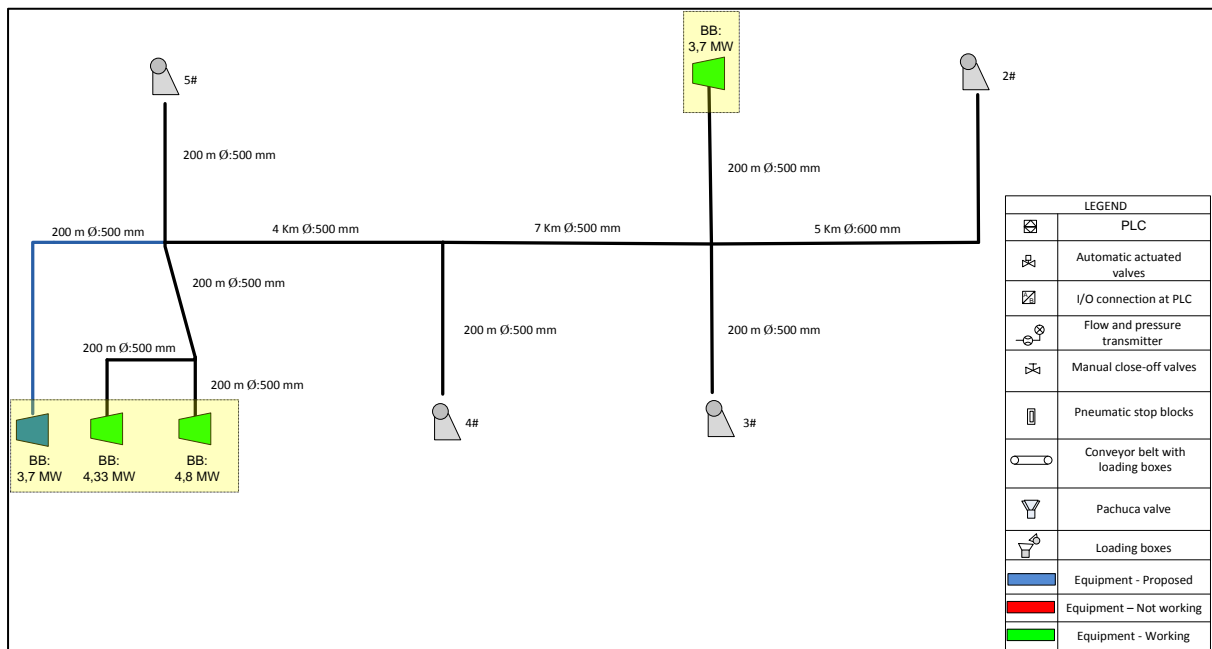 BB:
3,7 MW
5#
2#
200 m Ø:500 mm
200 m Ø:500 mm
200 m Ø:500 mm
4 Km Ø:500 mm
7 Km Ø:500 mm
5 Km Ø:600 mm
200 m Ø:500 mm
200 m Ø:500 mm
200 m Ø:500 mm
200 m Ø:500 mm
200 m Ø:500 mm
4#
3#
BB:
3,7 MW
BB:
4,33 MW
BB:
4,8 MW
LEGEND
PLC
Automatic actuated
valves
I/O connection at PLC
Flow and pressure
transmitter
Manual close-off valves
Pneumatic stop blocks
Conveyor belt with
loading boxes
Pachuca valve
Loading boxes
Equipment - Proposed
Equipment – Not working
Equipment - Working